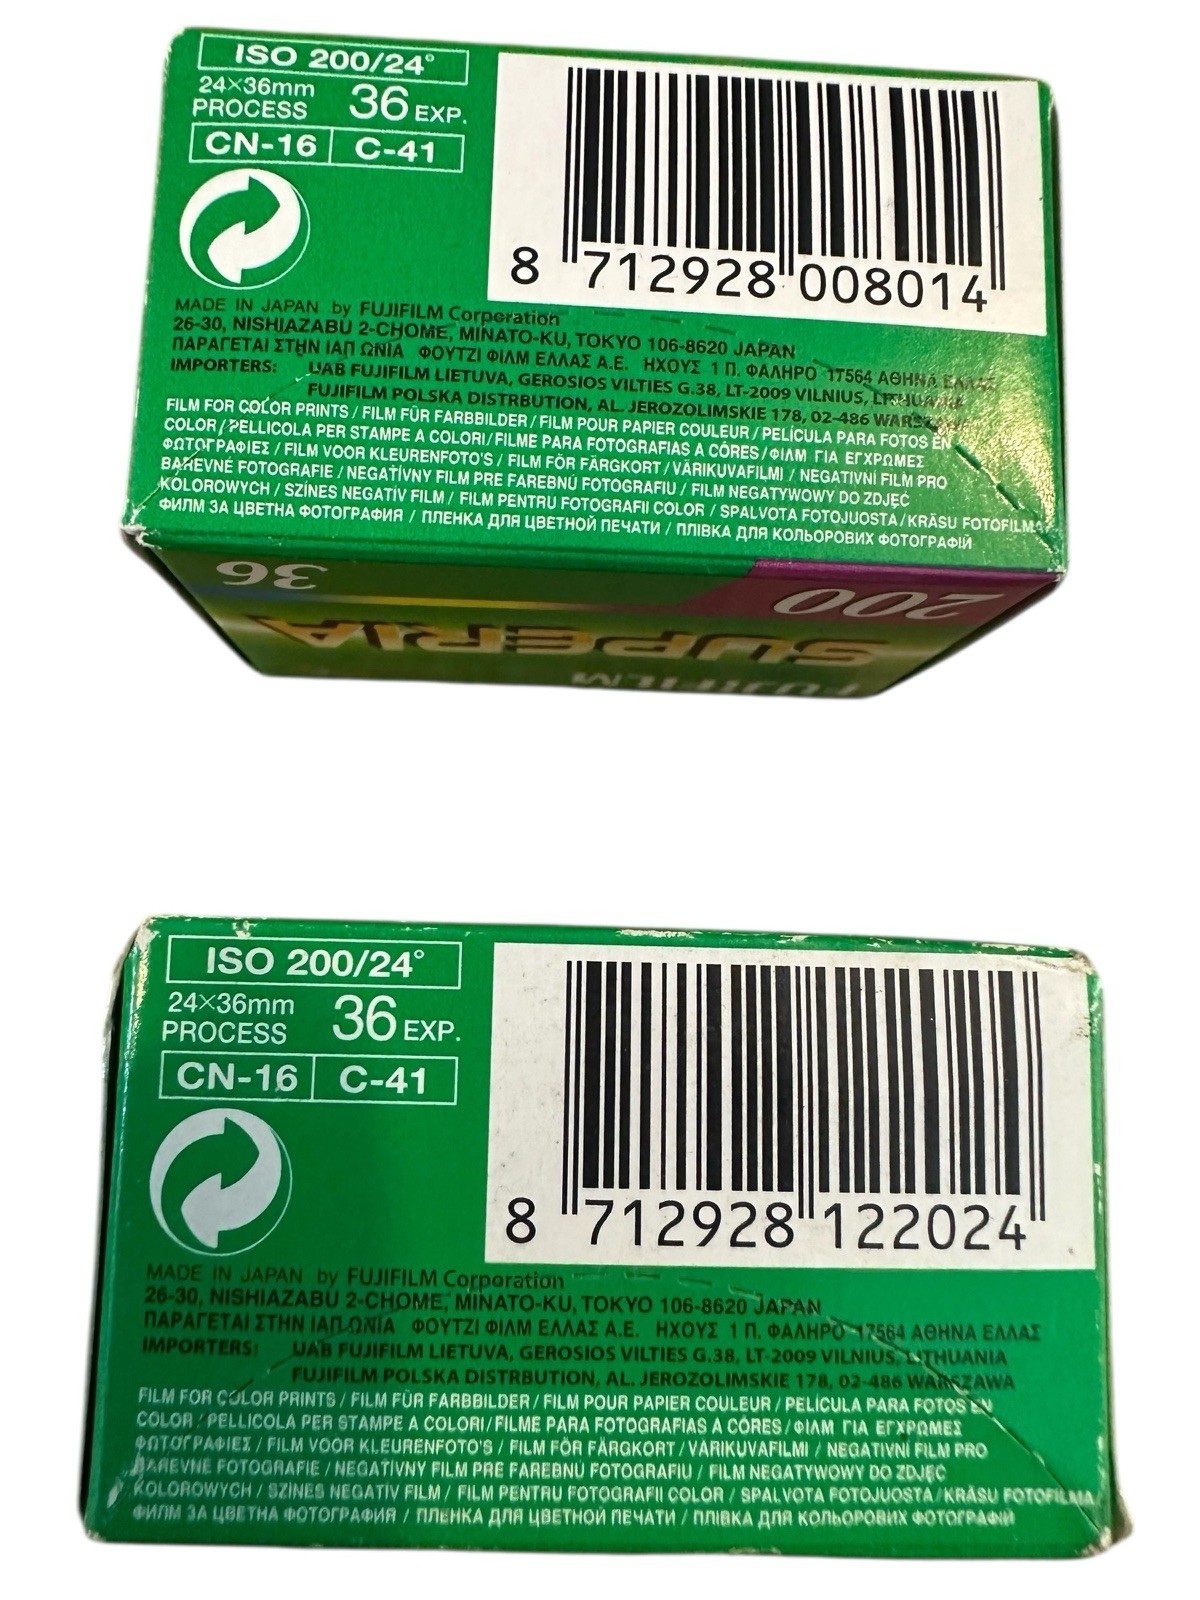 ISO 200/24°
24×36mm 36 EXP.
PROCESS
CN-16 C-41
8 712928 008014
MADE IN JAPAN by FUJIFILM Corporation
26-30, NISHIAZABU 2-CHOME, MINATO-KU, TOKYO 106-8620 JAPAN
ΠΑΡΑΓΕΤΑΙ ΣΤΗΝ ΙΑΠ ΩΝΙΑ ΦΟΥΤΖΙ ΦΙΛΜ ΕΛΛΑΣ Α.Ε. ΗΧΟΥΣ 1 Π. ΦΑΛΗΡΟ 17564 ΑΘΗΝΑ ΕΛΛΑΣ
IMPORTERS: UAB FUJIFILM LIETUVA, GEROSIOS VILTIES G.38, LT-2009 VILNIUS, LITHUANIA
FUJIFILM POLSKA DISTRBUTION, AL. JEROZOLIMSKIE 178, 02-486 WARSZAWA
FILM FOR COLOR PRINTS / FILM FÜR FARBBILDER / FILM POUR PAPIER COULEUR / PELÍCULA PARA FOTOS EN
COLOR / PELLICOLA PER STAMPE A COLORI / FILME PARA FOTOGRAFIAS A CÔRES / ΦΙΛΜ ΓΙΑ ΕΓΧΡΩΜΕΣ
ΦΩΤΟΓΡΑΦΙΕΣ / FILM VOOR KLEURENFOTO'S / FILM FÖR FÄRGKORT / VÄRIKUVAFILMI / NEGATIVNÍ FILM PRO
BAREVNÉ FOTOGRAFIE / NEGATÍVNY FILM PRE FAREBNÚ FOTOGRAFIU / FILM NEGATYWOWY DO ZDJĘĆ
KOLOROWYCH / SZÍNES NEGATÍV FILM / FILM PENTRU FOTOGRAFII COLOR / SPALVOTA FOTOJUOSTA / KRĀSU FOTOFILMA
ФИЛМ ЗА ЦВЕТНА ФОТОГРАФИЯ / ПЛЕНКА ДЛЯ ЦВЕТНОЙ ПЕЧАТИ / ПЛІВКА ДЛЯ КОЛЬОРОВИХ ФОТОГРАФІЙ
36 200
SUPERIA
FUJIFILM
ISO 200/24°
24×36mm 36 EXP.
PROCESS
CN-16 C-41
8 712928 122024
MADE IN JAPAN by FUJIFILM Corporation
26-30, NISHIAZABU 2-CHOME, MINATO-KU, TOKYO 106-8620 JAPAN
ΠΑΡΑΓΕΤΑΙ ΣΤΗΝ ΙΑΠ ΩΝΙΑ ΦΟΥΤΖΙ ΦΙΛΜ ΕΛΛΑΣ Α.Ε. ΗΧΟΥΣ 1 Π. ΦΑΛΗΡΟ 17564 ΑΘΗΝΑ ΕΛΛΑΣ
IMPORTERS: UAB FUJIFILM LIETUVA, GEROSIOS VILTIES G.38, LT-2009 VILNIUS, LITHUANIA
FUJIFILM POLSKA DISTRBUTION, AL. JEROZOLIMSKIE 178, 02-486 WARSZAWA
FILM FOR COLOR PRINTS / FILM FÜR FARBBILDER / FILM POUR PAPIER COULEUR / PELÍCULA PARA FOTOS EN
COLOR / PELLICOLA PER STAMPE A COLORI / FILME PARA FOTOGRAFIAS A CÔRES / ΦΙΛΜ ΓΙΑ ΕΓΧΡΩΜΕΣ
ΦΩΤΟΓΡΑΦΙΕΣ / FILM VOOR KLEURENFOTO'S / FILM FÖR FÄRGKORT / VÄRIKUVAFILMI / NEGATIVNÍ FILM PRO
BAREVNÉ FOTOGRAFIE / NEGATÍVNY FILM PRE FAREBNÚ FOTOGRAFIU / FILM NEGATYWOWY DO ZDJĘĆ
KOLOROWYCH / SZÍNES NEGATÍV FILM / FILM PENTRU FOTOGRAFII COLOR / SPALVOTA FOTOJUOSTA / KRĀSU FOTOFILMA
ФИЛМ ЗА ЦВЕТНА ФОТОГРАФИЯ / ПЛЕНКА ДЛЯ ЦВЕТНОЙ ПЕЧАТИ / ПЛІВКА ДЛЯ КОЛЬОРОВИХ ФОТОГРАФІЙ